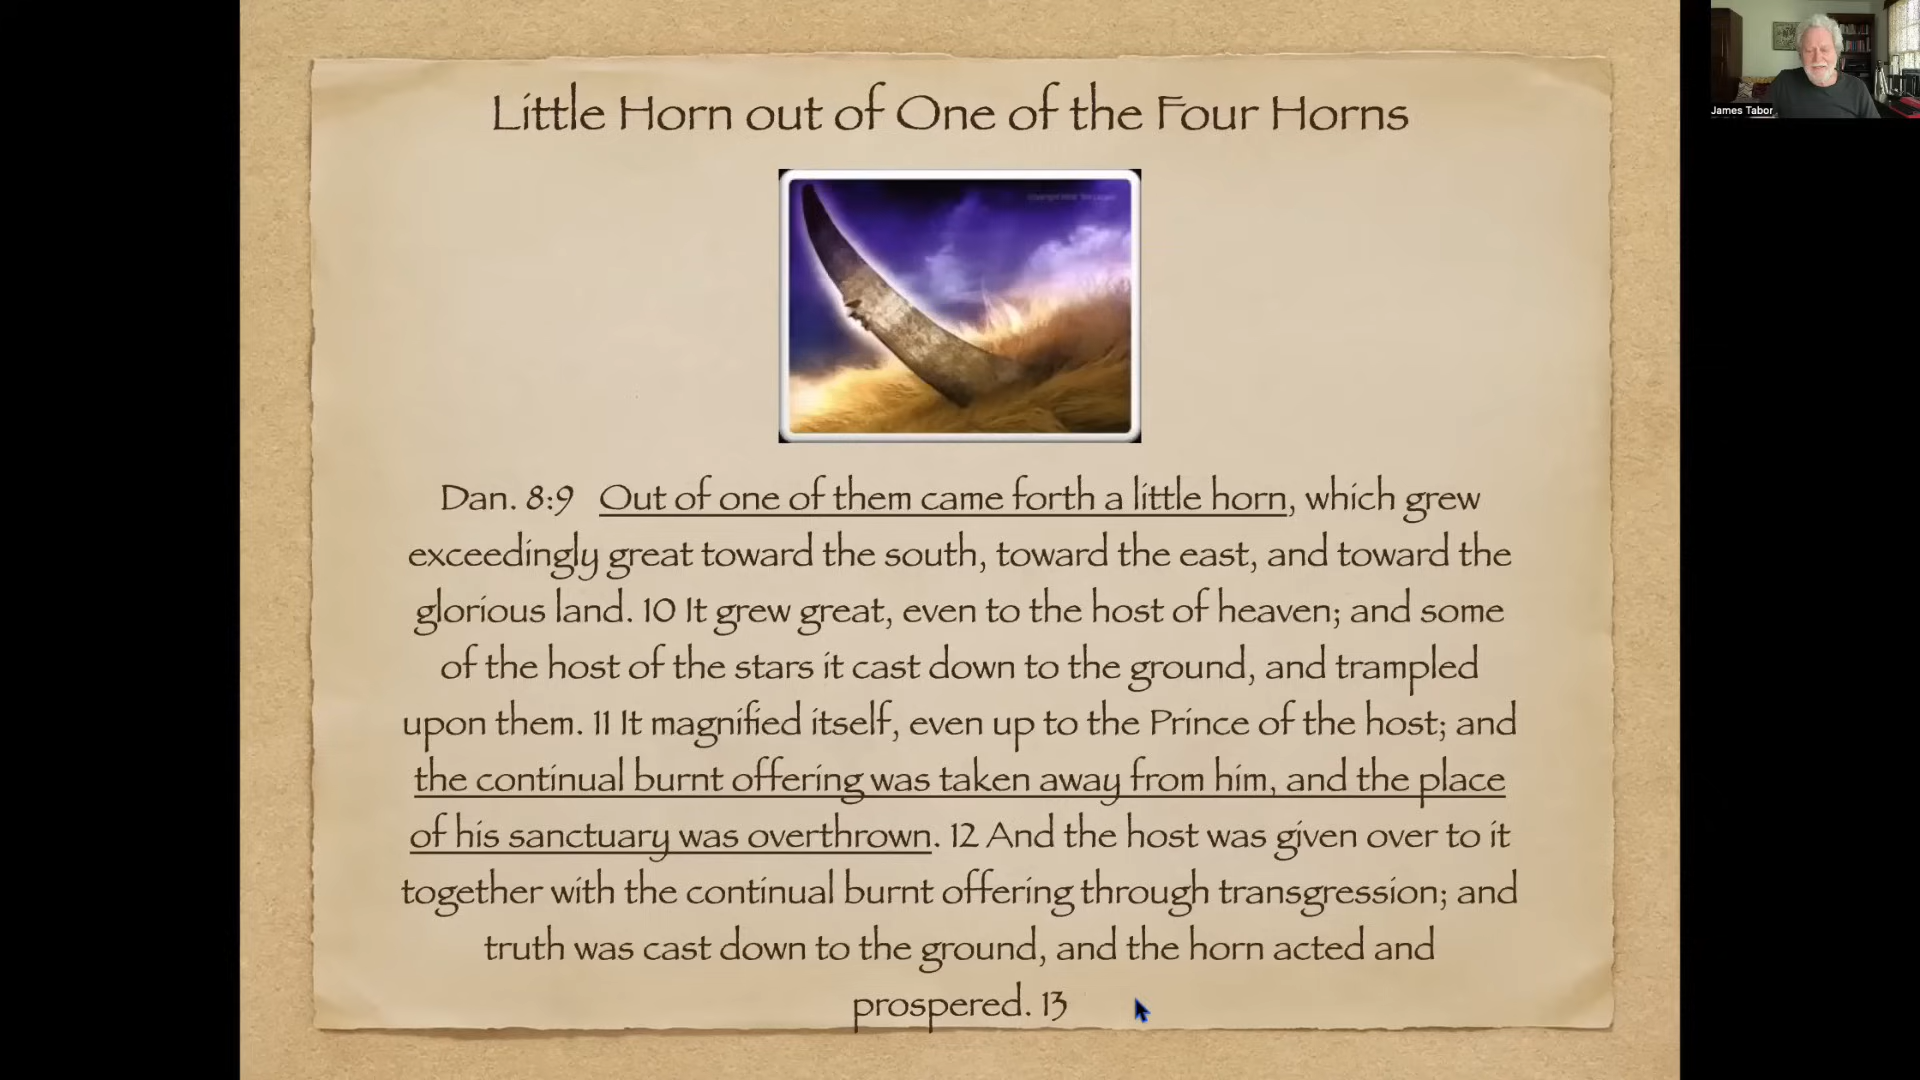 Little Horn out of One of the Four Horns
Dan. 8:9 Out of one of them came forth a little horn, which grew
exceedingly great toward the south, toward the east, and toward the
glorious land. 10 It grew great, even to the host of heaven; and some
of the host of the stars it cast down to the ground, and trampled
upon them. 11 It magnified itself, even up to the Prince of the host; and
the continual burnt offering was taken away from him, and the place
of his sanctuary was overthrown. 12 And the host was given over to it
together with the continual burnt offering through transgression; and
truth was cast down to the ground, and the horn acted and
prospered. 13
James Tabor